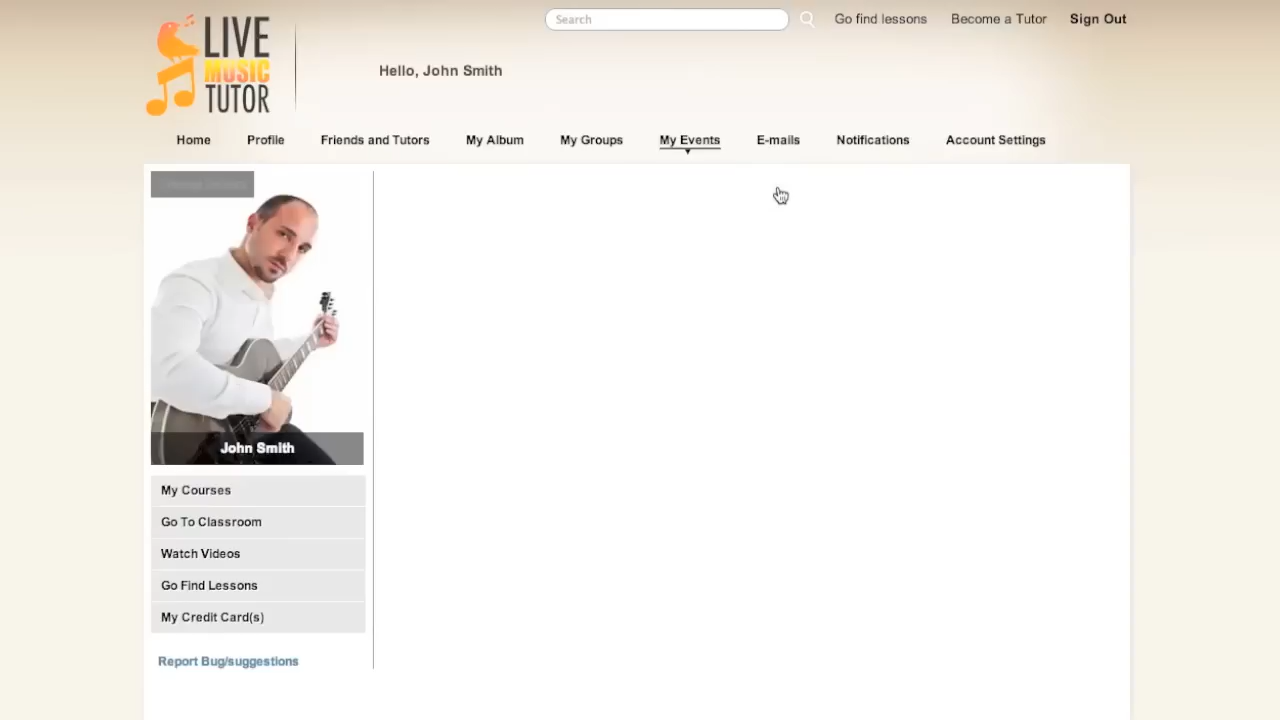 Search
Go find lessons
Become a Tutor
Sign Out
LIVE
MUSIC
TUTOR
Hello, John Smith
Home
Profile
Friends and Tutors
My Album
My Groups
My Events
E-mails
Notifications
Account Settings
John Smith
My Courses
Go To Classroom
Watch Videos
Go Find Lessons
My Credit Card(s)
Report Bug/suggestions